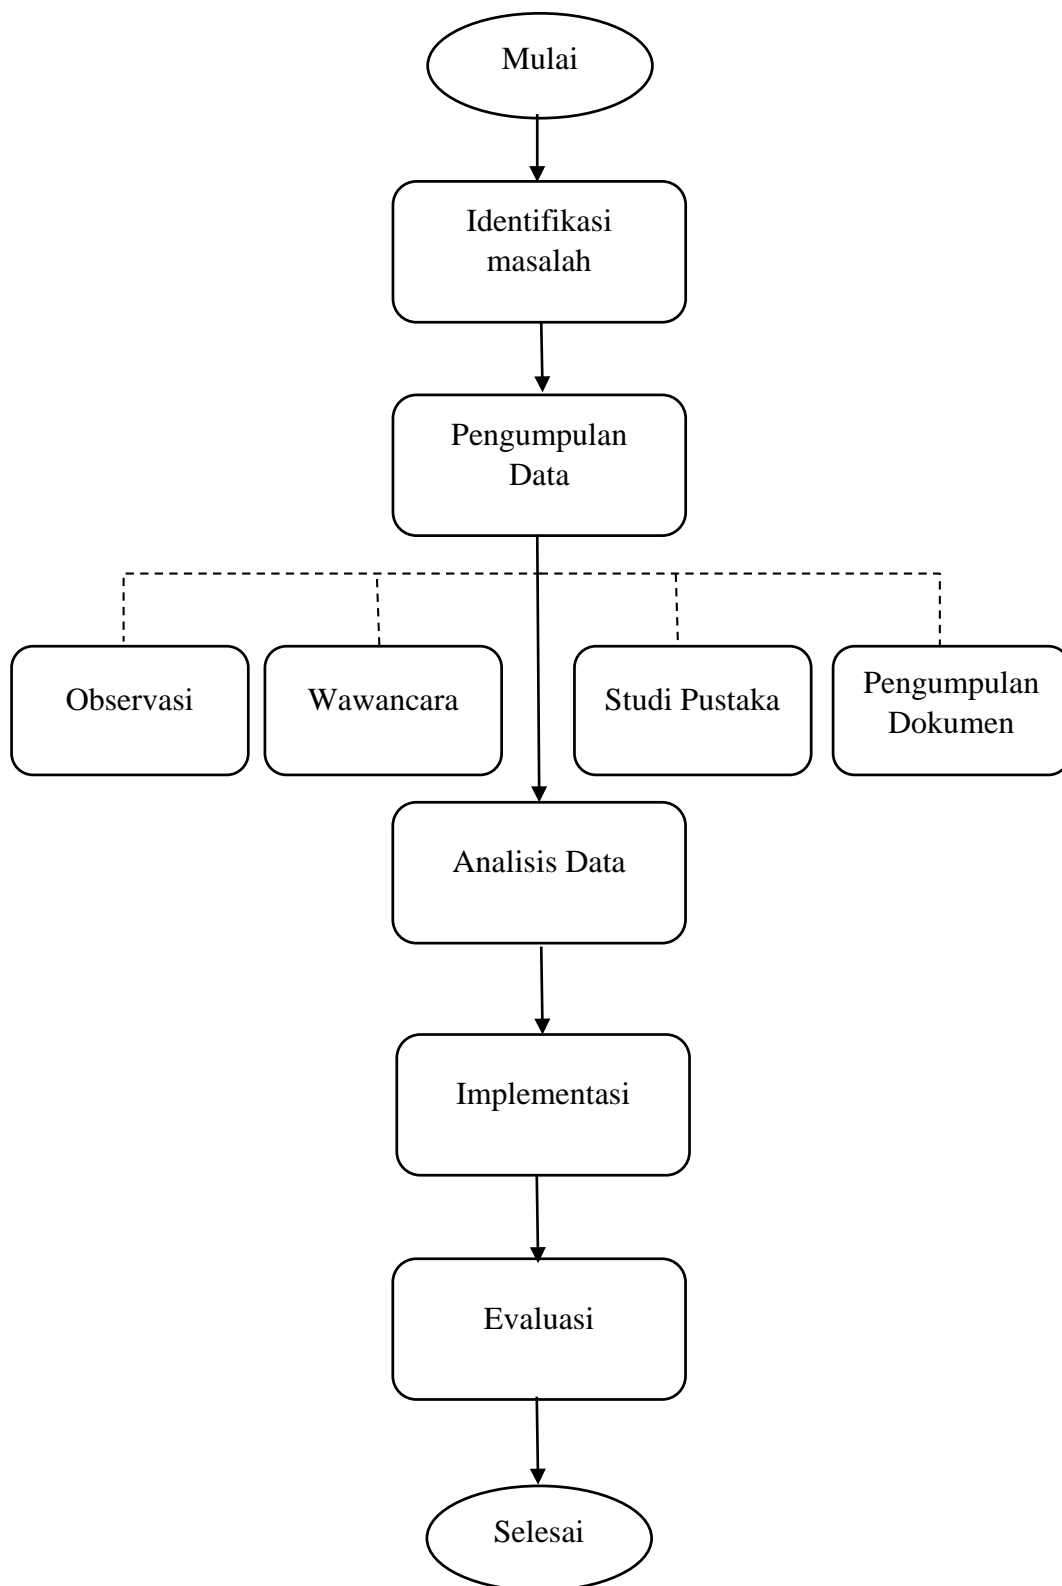 Mulai
Identifikasi
masalah
Pengumpulan
Data
Observasi
Wawancara
Studi Pustaka
Pengumpulan
Dokumen
Analisis Data
Implementasi
Evaluasi
Selesai